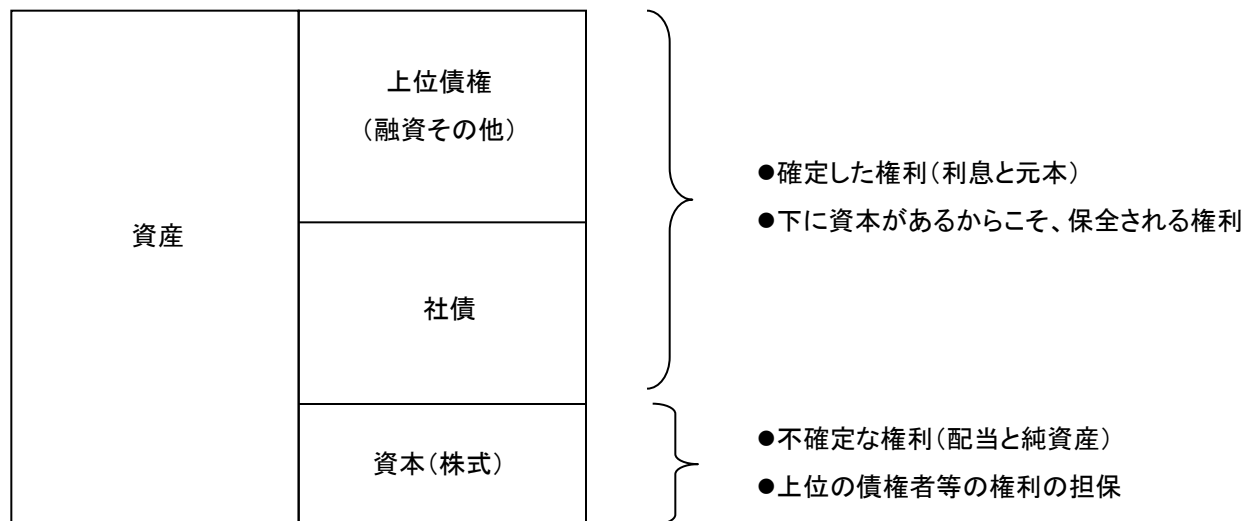 資産
上位債権
（融資その他）
社債
資本（株式）
●確定した権利（利息と元本）
●下に資本があるからこそ、保全される権利
●不確定な権利（配当と純資産）
●上位の債権者等の権利の担保